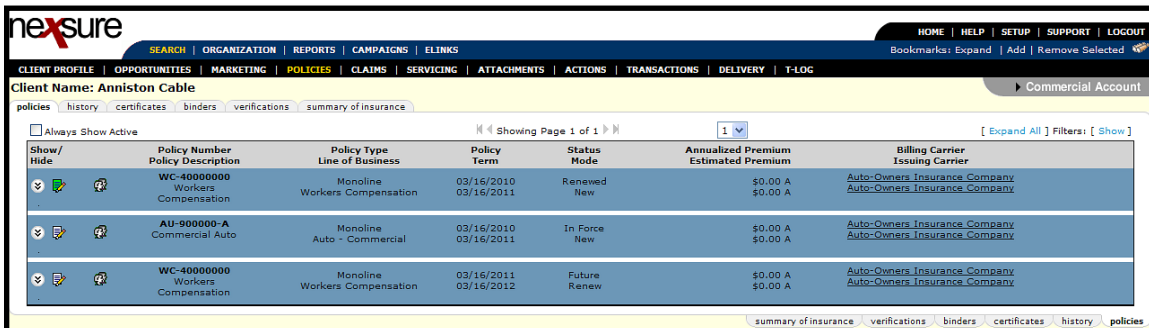 nexsure
HOME | HELP | SETUP | SUPPORT | LOGOUT
SEARCH | ORGANIZATION | REPORTS | CAMPAIGNS | ELINKS
Bookmarks: Expand | Add | Remove Selected
CLIENT PROFILE | OPPORTUNITIES | MARKETING | POLICIES | CLAIMS | SERVICING | ATTACHMENTS | ACTIONS | TRANSACTIONS | DELIVERY | T-LOG
Client Name: Anniston Cable
Commercial Account
policies history certificates binders verifications summary of insurance
Always Show Active Showing Page 1 of 1 1 [ Expand All ] Filters: [ Show ]
Show/ Policy Number Policy Type Policy Status Annualized Premium Billing Carrier
Hide Policy Description Line of Business Term Mode Estimated Premium Issuing Carrier
WC-40000000 Monoline 03/16/2010 Renewed $0.00 A Auto-Owners Insurance Company
Workers Workers Compensation 03/16/2011 New $0.00 A Auto-Owners Insurance Company
Compensation
AU-900000-A Monoline 03/16/2010 In Force $0.00 A Auto-Owners Insurance Company
Commercial Auto Auto - Commercial 03/16/2011 New $0.00 A Auto-Owners Insurance Company
WC-40000000 Monoline 03/16/2011 Future $0.00 A Auto-Owners Insurance Company
Workers Workers Compensation 03/16/2012 Renew $0.00 A Auto-Owners Insurance Company
Compensation
summary of insurance verifications binders certificates history policies